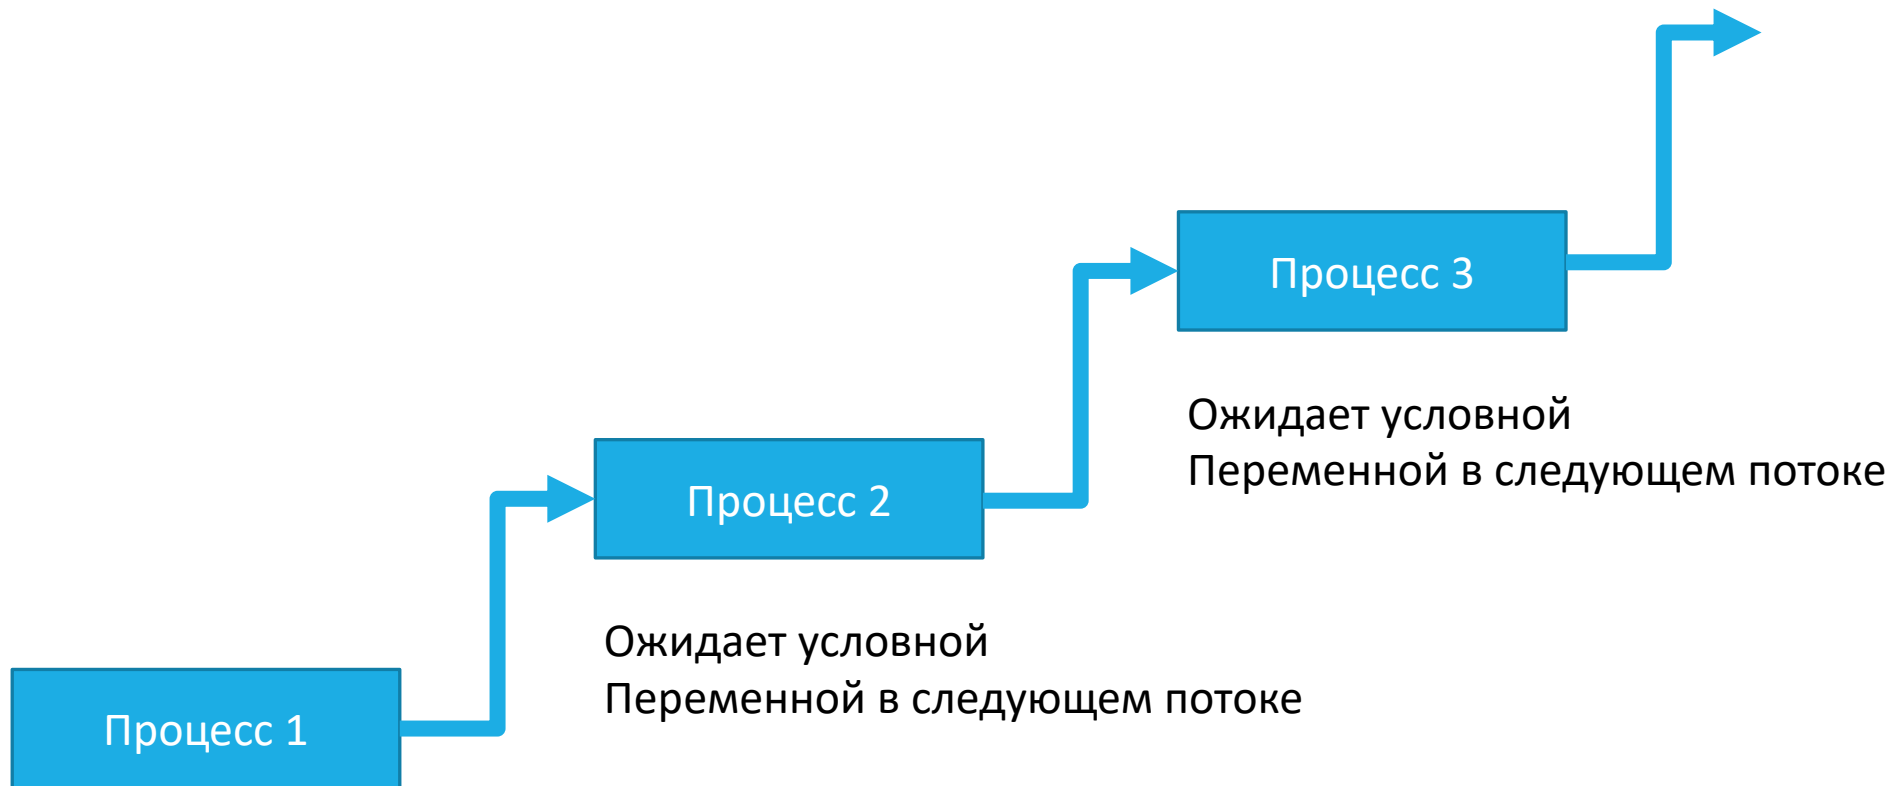 Процесс 3
Ожидает условной
Переменной в следующем потоке
Процесс 2
Ожидает условной
Переменной в следующем потоке
Процесс 1